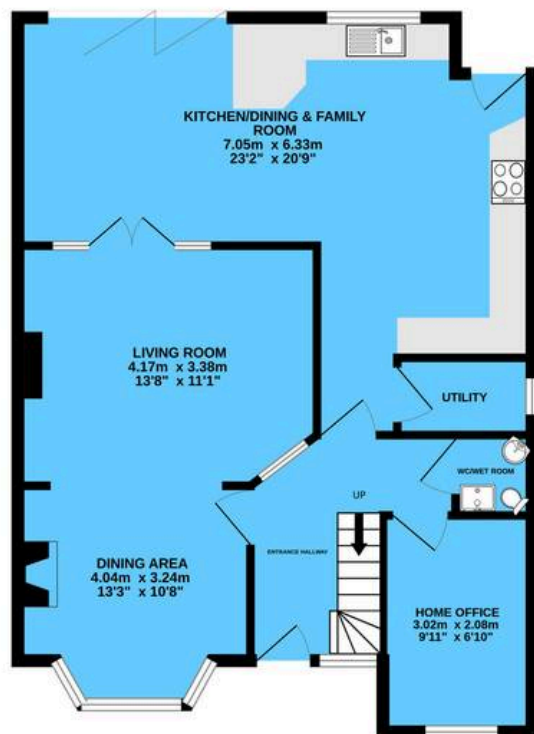 KITCHEN/DINING & FAMILY
ROOM
7.05m x 6.33m
23'2" x 20'9"
LIVING ROOM
4.17m x 3.38m
13'8" x 11'1"
UTILITY
WC/WET ROOM
UP
ENTRANCE HALLWAY
DINING AREA
4.04m x 3.24m
13'3" x 10'8"
HOME OFFICE
3.02m x 2.08m
9'11" x 6'10"